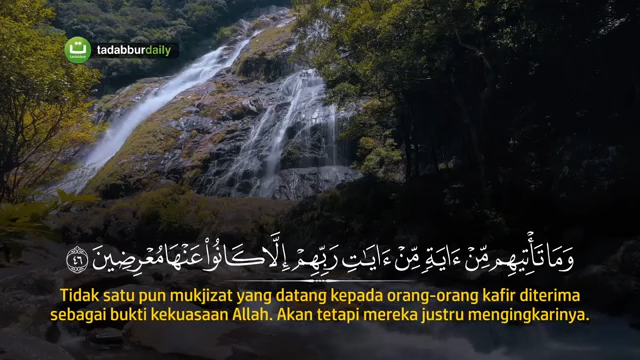 tadabburdaily
وَمَا تَأْتِيهِم مِّنْ ءَايَةٍ مِّنْ ءَايَٰتِ رَبِّهِمْ إِلَّا كَانُوا۟ عَنْهَا مُعْرِضِينَ ٤٦
Tidak satu pun mukjizat yang datang kepada orang-orang kafir diterima
sebagai bukti kekuasaan Allah. Akan tetapi mereka justru mengingkarinya.